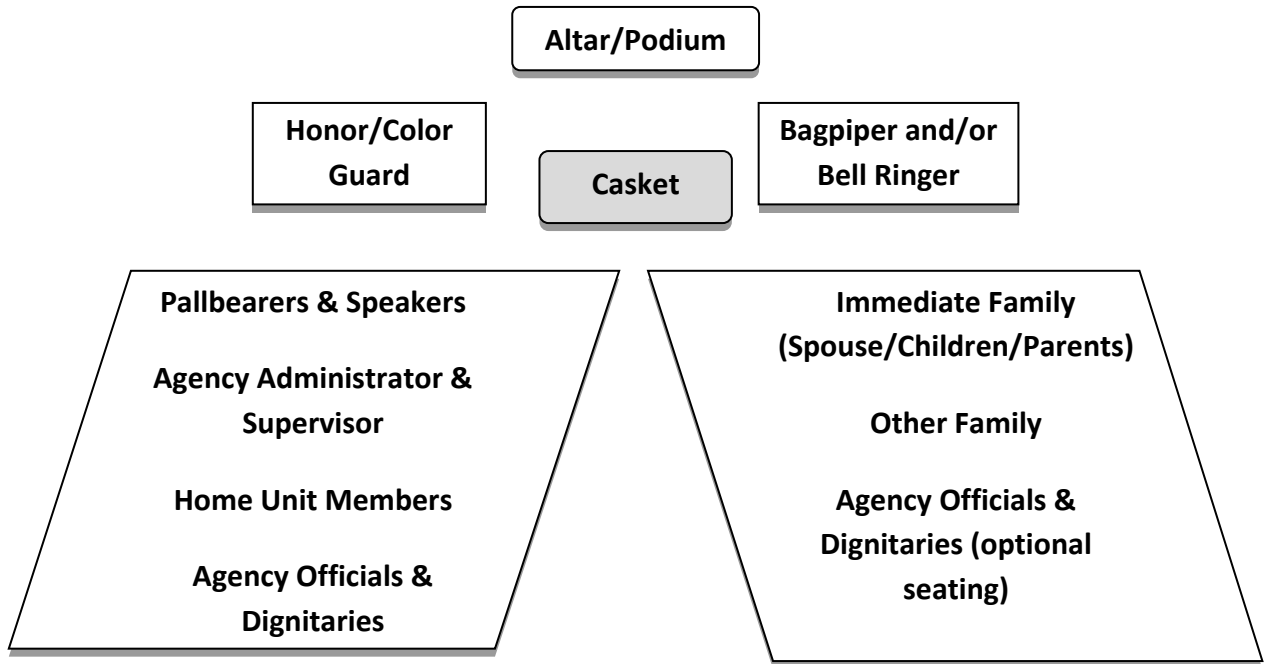 Altar/Podium
Honor/Color
Guard
Casket
Bagpiper and/or
Bell Ringer
Pallbearers & Speakers
Agency Administrator &
Supervisor
Home Unit Members
Agency Officials &
Dignitaries
Immediate Family
(Spouse/Children/Parents)
Other Family
Agency Officials &
Dignitaries (optional
seating)